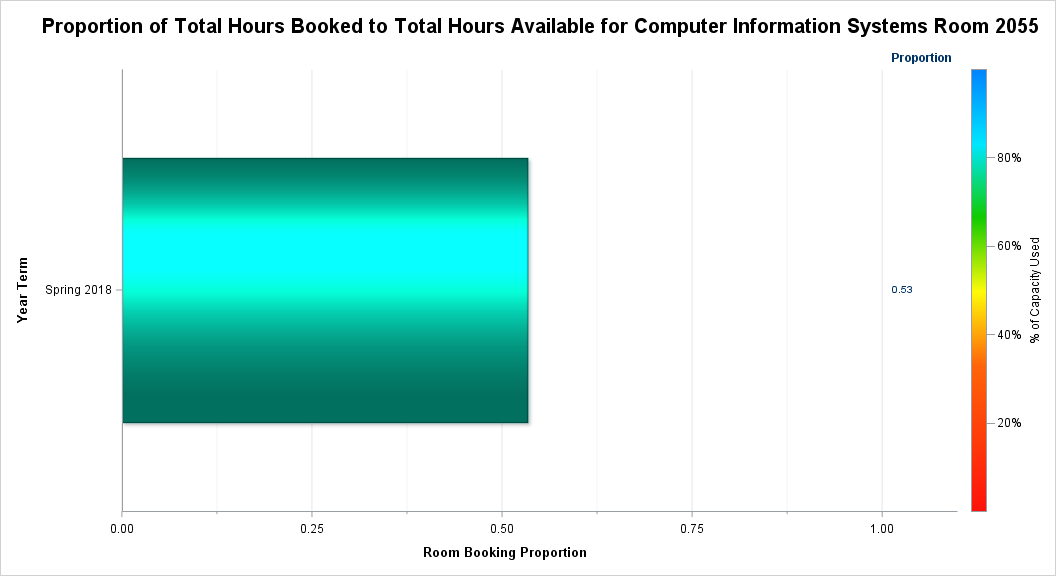 Proportion of Total Hours Booked to Total Hours Available for Computer Information Systems Room 2055
Proportion
80%
60%
Year Term
Spring 2018
0.53
% of Capacity Used
40%
20%
0.00
0.25
0.50
0.75
1.00
Room Booking Proportion